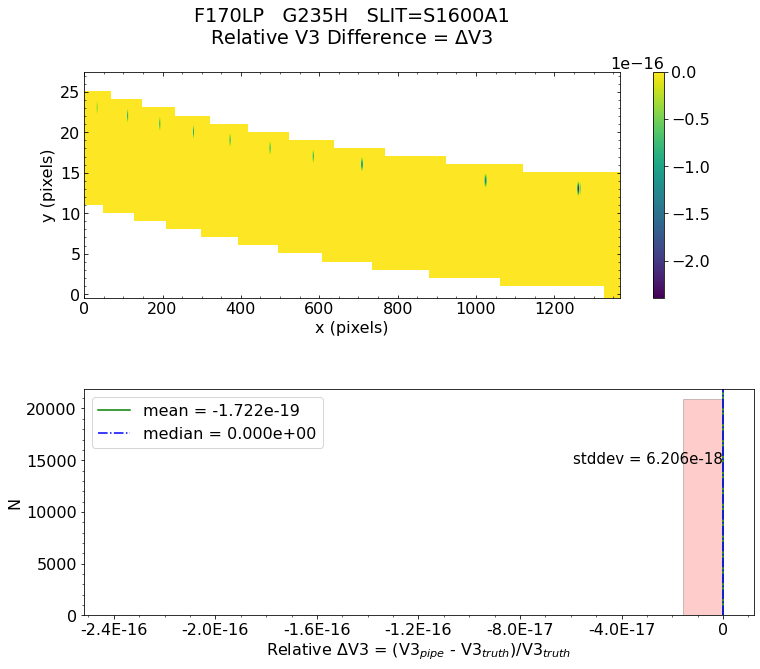 F170LP   G235H   SLIT=S1600A1
Relative V3 Difference = ΔV3
1e−16
25
20
15
10
5
0
y (pixels)
0 200 400 600 800 1000 1200
x (pixels)
0.0
−0.5
−1.0
−1.5
−2.0
mean = -1.722e-19
median = 0.000e+00
stddev = 6.206e-18
20000
15000
10000
5000
0
N
-2.4E-16 -2.0E-16 -1.6E-16 -1.2E-16 -8.0E-17 -4.0E-17 0
Relative ΔV3 = (V3pipe - V3truth)/V3truth